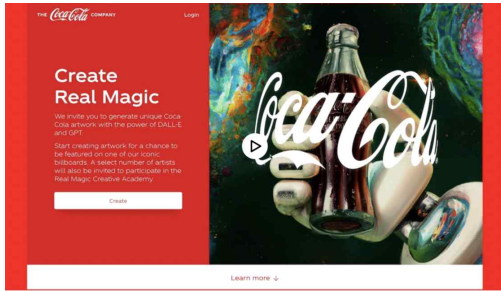 THE Coca-Cola COMPANY
Login
Create
Real Magic
We invite you to generate unique Coca
Cola artwork with the power of DALL-E
and GPT
Start creating artwork for a chance to
be featured on one of our iconic
billboards. A select number of artists
will also be invited to participate in the
Real Magic Creative Academy
Create
Coca-Cola
Learn more ↓